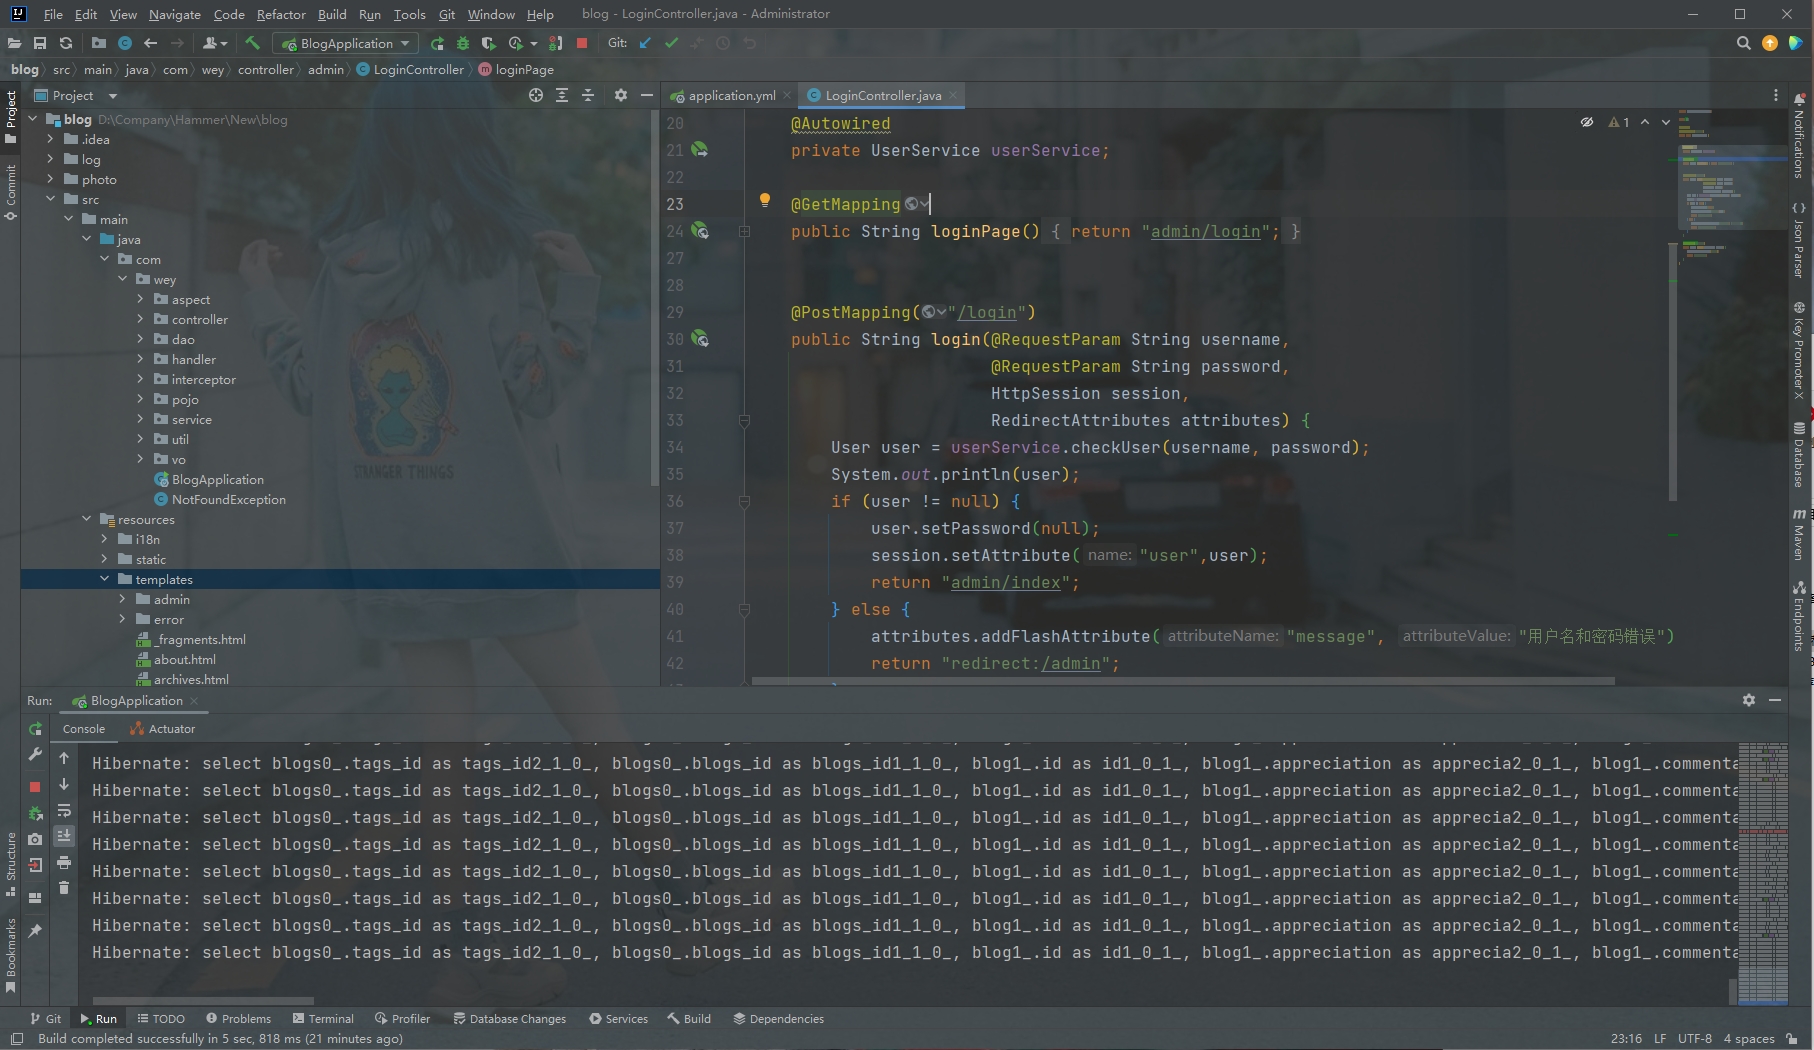 File Edit View Navigate Code Refactor Build Run Tools Git Window Help blog - LoginController.java - Administrator
BlogApplication Git:
blog src main java com wey controller admin LoginController loginPage
Project
application.yml LoginController.java
blog D:\Company\Hammer\New\blog
.idea
log
photo
src
main
java
com
wey
aspect
controller
dao
handler
interceptor
pojo
service
util
vo
BlogApplication
NotFoundException
resources
i18n
static
templates
admin
error
_fragments.html
about.html
archives.html
STRANGER THINGS
20 @Autowired
21 private UserService userService;
22
23 @GetMapping
24 public String loginPage() { return "admin/login"; }
27
28
29 @PostMapping("/login")
30 public String login(@RequestParam String username,
31 @RequestParam String password,
32 HttpSession session,
33 RedirectAttributes attributes) {
34 User user = userService.checkUser(username, password);
35 System.out.println(user);
36 if (user != null) {
37 user.setPassword(null);
38 session.setAttribute( name: "user",user);
39 return "admin/index";
40 } else {
41 attributes.addFlashAttribute( attributeName: "message", attributeValue: "用户名和密码错误")
42 return "redirect:/admin";
1
Project
Commit
Structure
Bookmarks
Notifications
Json Parser
Key Promoter X
Database
Maven
Endpoints
Run: BlogApplication
Console Actuator
Hibernate: select blogs0_.tags_id as tags_id2_1_0_, blogs0_.blogs_id as blogs_id1_1_0_, blog1_.id as id1_0_1_, blog1_.appreciation as apprecia2_0_1_, blog1_.commenta
Hibernate: select blogs0_.tags_id as tags_id2_1_0_, blogs0_.blogs_id as blogs_id1_1_0_, blog1_.id as id1_0_1_, blog1_.appreciation as apprecia2_0_1_, blog1_.commenta
Hibernate: select blogs0_.tags_id as tags_id2_1_0_, blogs0_.blogs_id as blogs_id1_1_0_, blog1_.id as id1_0_1_, blog1_.appreciation as apprecia2_0_1_, blog1_.commenta
Hibernate: select blogs0_.tags_id as tags_id2_1_0_, blogs0_.blogs_id as blogs_id1_1_0_, blog1_.id as id1_0_1_, blog1_.appreciation as apprecia2_0_1_, blog1_.commenta
Hibernate: select blogs0_.tags_id as tags_id2_1_0_, blogs0_.blogs_id as blogs_id1_1_0_, blog1_.id as id1_0_1_, blog1_.appreciation as apprecia2_0_1_, blog1_.commenta
Hibernate: select blogs0_.tags_id as tags_id2_1_0_, blogs0_.blogs_id as blogs_id1_1_0_, blog1_.id as id1_0_1_, blog1_.appreciation as apprecia2_0_1_, blog1_.commenta
Hibernate: select blogs0_.tags_id as tags_id2_1_0_, blogs0_.blogs_id as blogs_id1_1_0_, blog1_.id as id1_0_1_, blog1_.appreciation as apprecia2_0_1_, blog1_.commenta
Hibernate: select blogs0_.tags_id as tags_id2_1_0_, blogs0_.blogs_id as blogs_id1_1_0_, blog1_.id as id1_0_1_, blog1_.appreciation as apprecia2_0_1_, blog1_.commenta
Git Run TODO Problems Terminal Profiler Database Changes Services Build Dependencies
Build completed successfully in 5 sec, 818 ms (21 minutes ago) 23:16 LF UTF-8 4 spaces